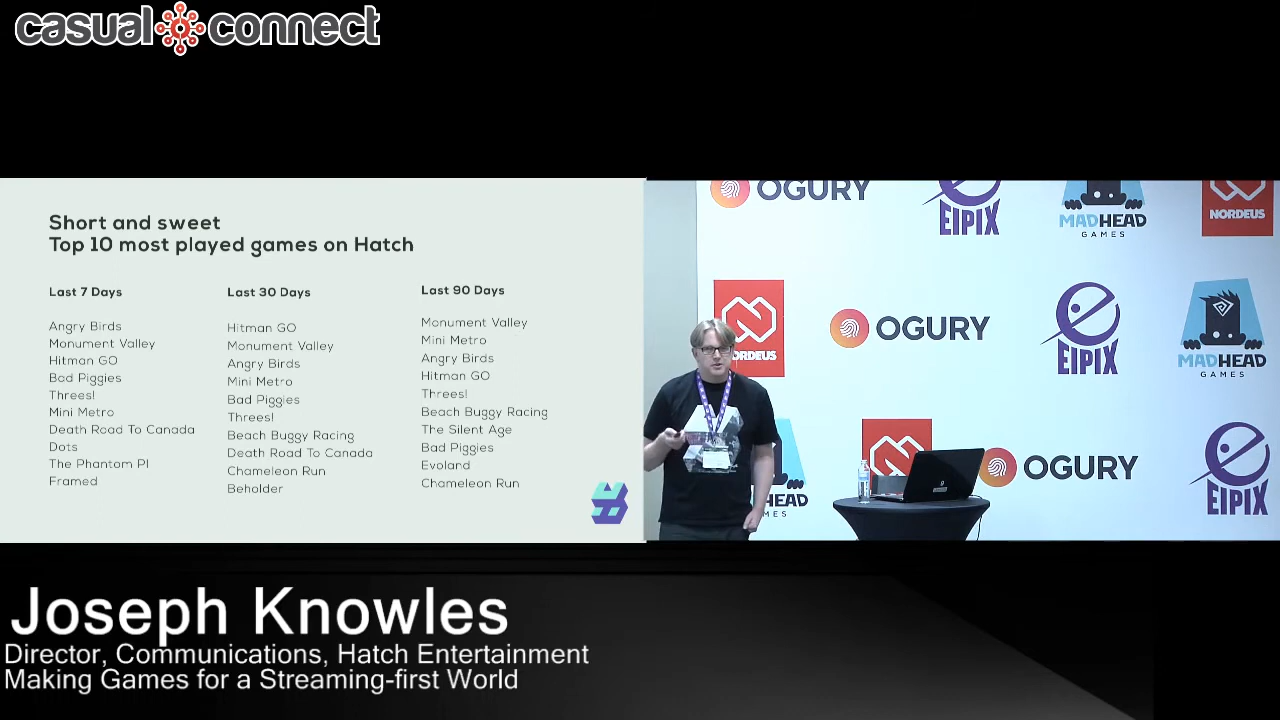 casual connect
Short and sweet
Top 10 most played games on Hatch
Last 7 Days
Angry Birds
Monument Valley
Hitman GO
Bad Piggies
Threes!
Mini Metro
Death Road To Canada
Dots
The Phantom PI
Framed
Last 30 Days
Hitman GO
Monument Valley
Angry Birds
Mini Metro
Bad Piggies
Threes!
Beach Buggy Racing
Death Road To Canada
Chameleon Run
Beholder
Last 90 Days
Monument Valley
Mini Metro
Angry Birds
Hitman GO
Threes!
Beach Buggy Racing
The Silent Age
Bad Piggies
Evoland
Chameleon Run
OGURY
EIPIX
MADHEAD
GAMES
NORDEUS
ORDEUS
OGURY
EIPIX
MADHEAD
GAMES
HEAD
MES
OGURY
EIPIX
Joseph Knowles
Director, Communications, Hatch Entertainment
Making Games for a Streaming-first World